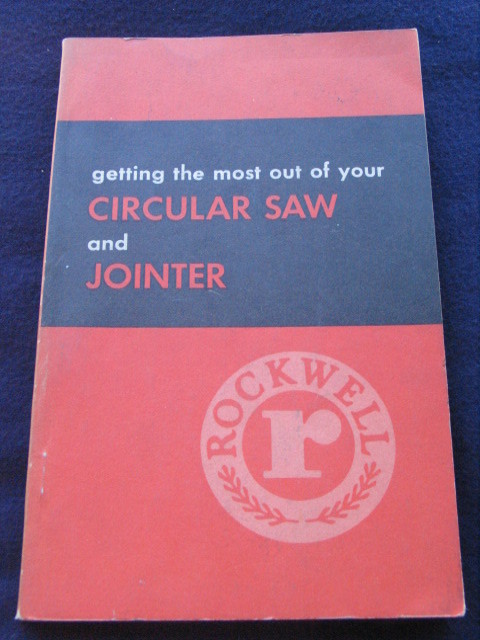 getting the most out of your
CIRCULAR SAW
and
JOINTER
ROCKWELL
r